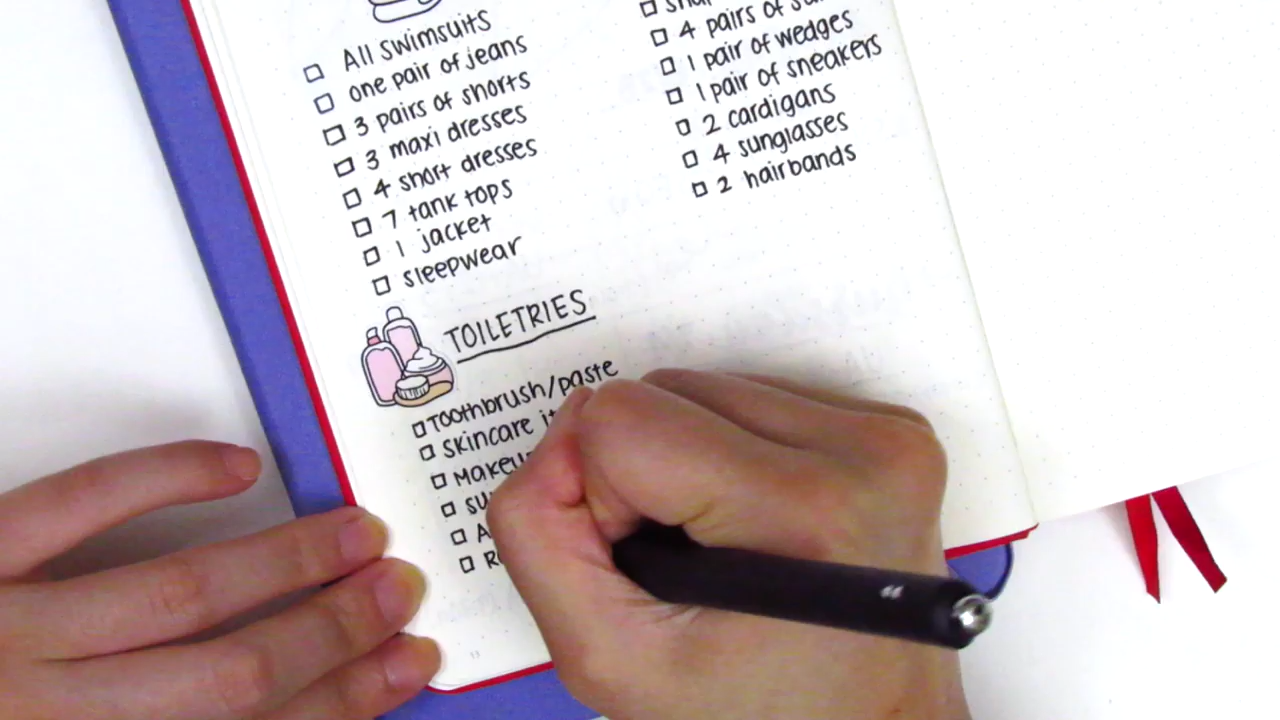 All swimsuits
one pair of jeans
3 pairs of shorts
3 maxi dresses
4 short dresses
7 tank tops
1 jacket
sleepwear
4 pairs of
1 pair of wedges
1 pair of sneakers
2 cardigans
4 sunglasses
2 hairbands
TOILETRIES
Toothbrush/paste
skincare
13